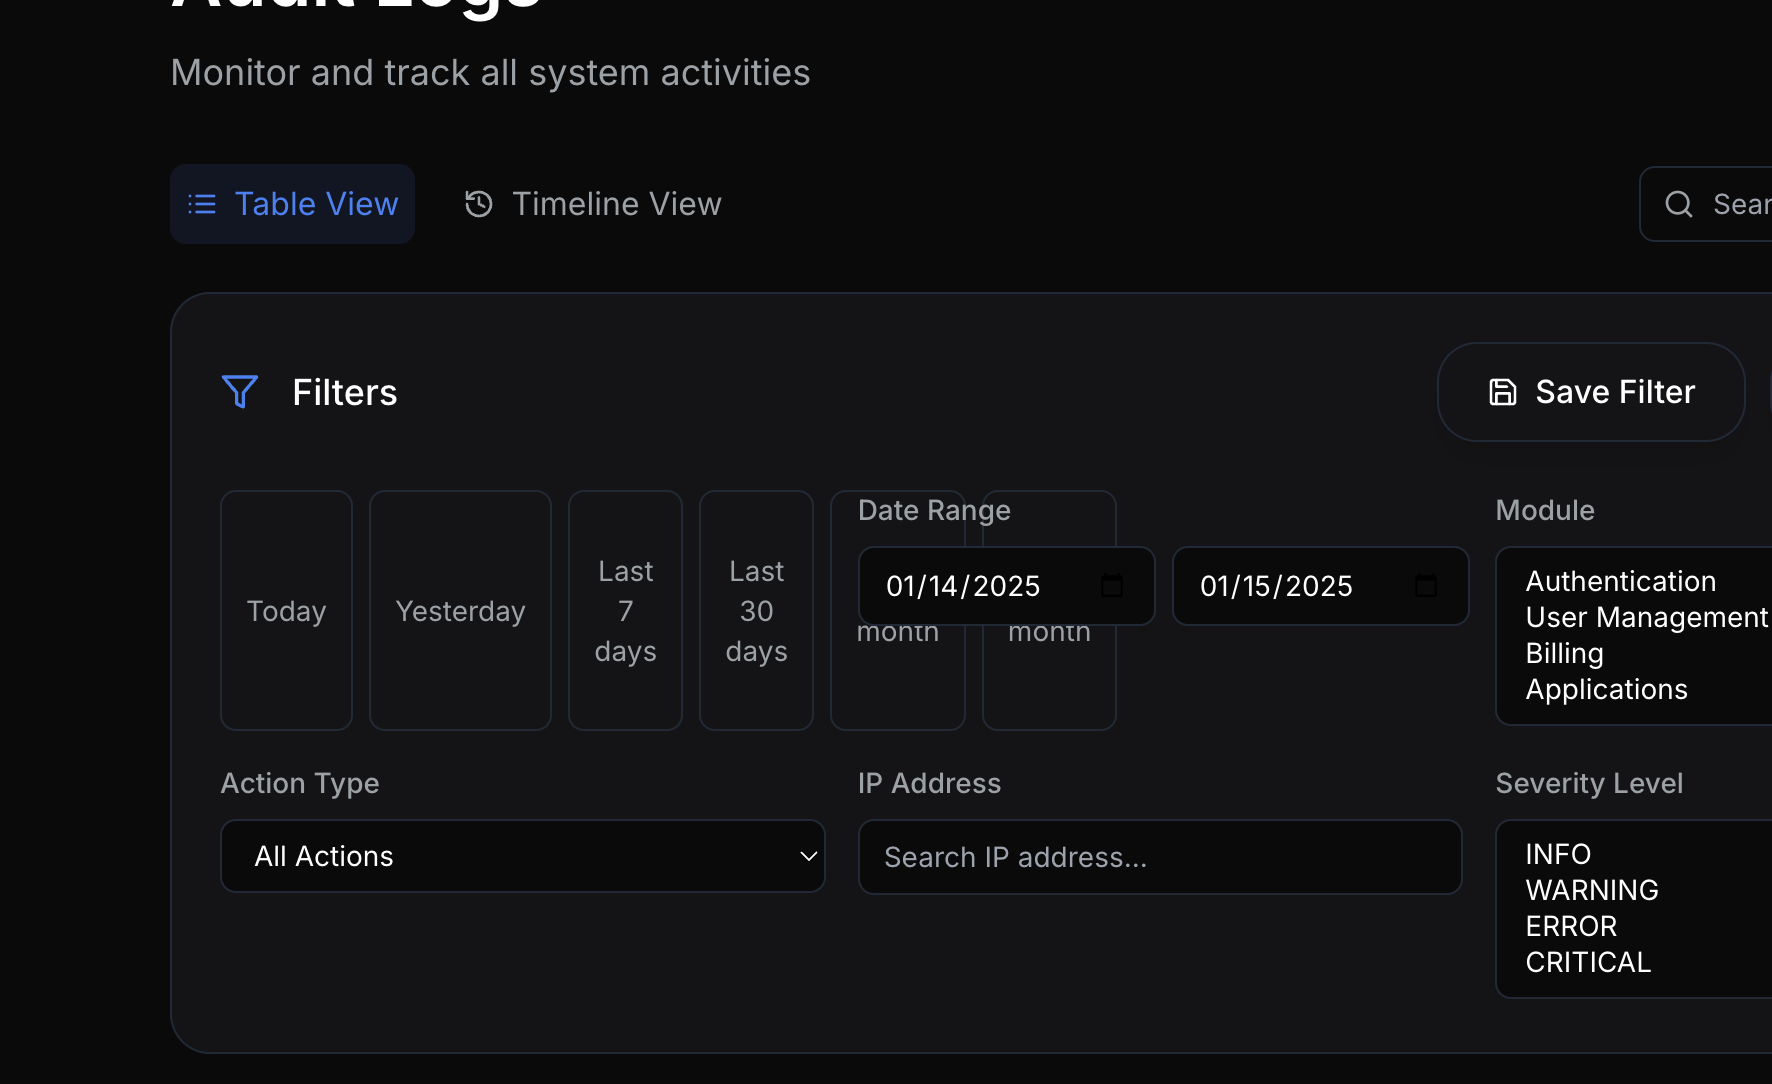 Audit Logs
Monitor and track all system activities
Table View
Timeline View
Filters
Save Filter
Today
Yesterday
Last
7
days
Last
30
days
month
month
Date Range
01/14/2025
01/15/2025
Module
Authentication
User Management
Billing
Applications
Action Type
All Actions
IP Address
Search IP address...
Severity Level
INFO
WARNING
ERROR
CRITICAL